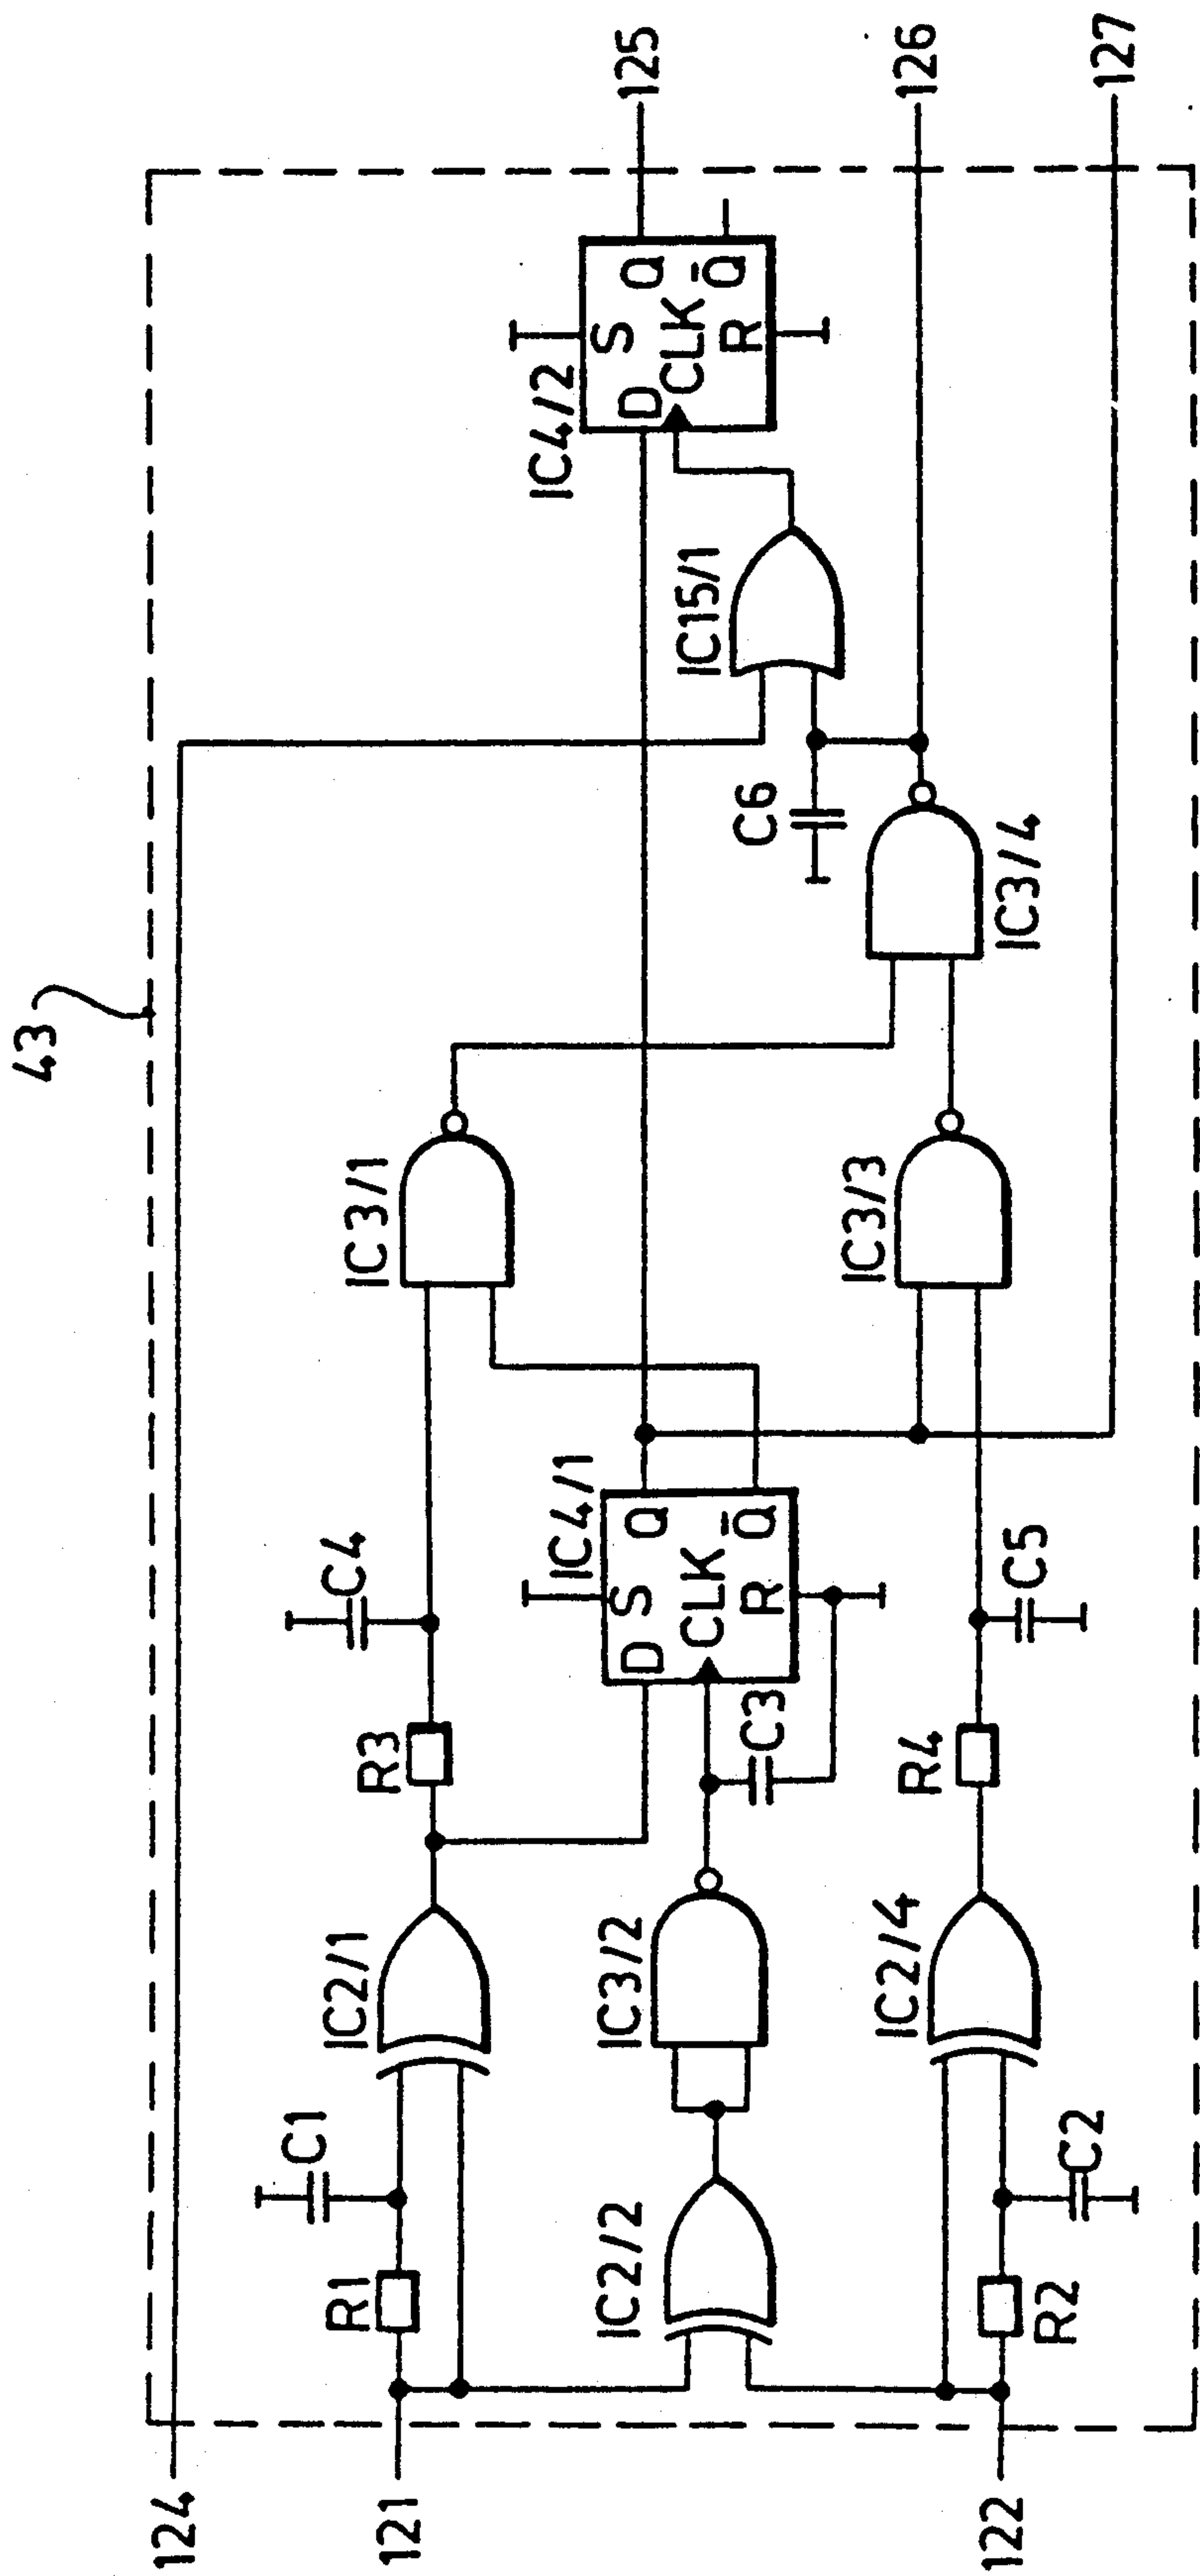 43
124
121
122
125
126
127
R1
C1
IC2/1
R3
C4
IC3/1
IC2/2
IC3/2
C3
IC4/1
S
D
Q
CLK
Q̄
R
R2
C2
IC2/4
R4
C5
IC3/3
IC3/4
C6
IC15/1
IC4/2
S
D
Q
CLK
Q̄
R